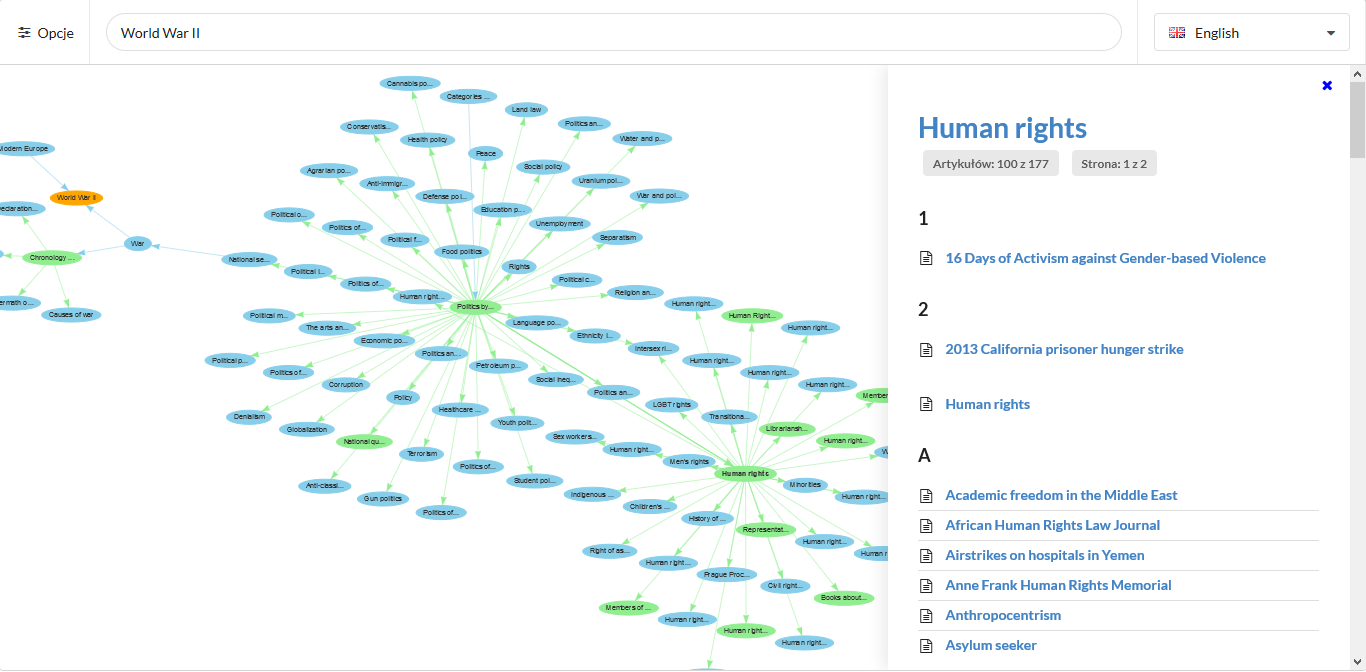 Opcje
World War II
English
Cannabis po...
Categories ...
Land law
Politics an...
Conservatis...
Health policy
Water and p...
Modern Europe
Peace
Social policy
Agrarian po...
Anti-immigr...
Uranium pol...
World War II
Defense pol...
War and pol...
Declaration...
Education p...
Political o...
Politics of...
Unemployment
Political f...
Separatism
War
Food politics
Chronology ...
National se...
Rights
Political i...
Political c...
Politics of...
Religion an...
Human right...
Human right...
Politics by...
Causes of war
Political m...
Human Right...
The arts an...
Language po...
Human right...
Ethnicity i...
Economic po...
Intersex ri...
Politics an...
Political p...
Human right...
Petroleum p...
Politics of...
Human right...
Social ineq...
Corruption
Human right...
Politics an...
Policy
LGBT rights
Healthcare ...
Denialism
Transitiona...
Youth polit...
Globalization
Librariansh...
Sex workers...
National qu...
Human right...
Human right...
Terrorism
Men's rights
Politics of...
Human rights
Student pol...
Anti-classi...
Minorities
Indigenous ...
Gun politics
Human right...
Children's ...
Politics of...
History of ...
Representat...
Human right...
Right of as...
Human right...
Prague Proc...
Civil right...
Books about...
Members of ...
Human right...
Human right...
Human right...
Human rights
Artykułów: 100 z 177
Strona: 1 z 2
1
16 Days of Activism against Gender-based Violence
2
2013 California prisoner hunger strike
Human rights
A
Academic freedom in the Middle East
African Human Rights Law Journal
Airstrikes on hospitals in Yemen
Anne Frank Human Rights Memorial
Anthropocentrism
Asylum seeker